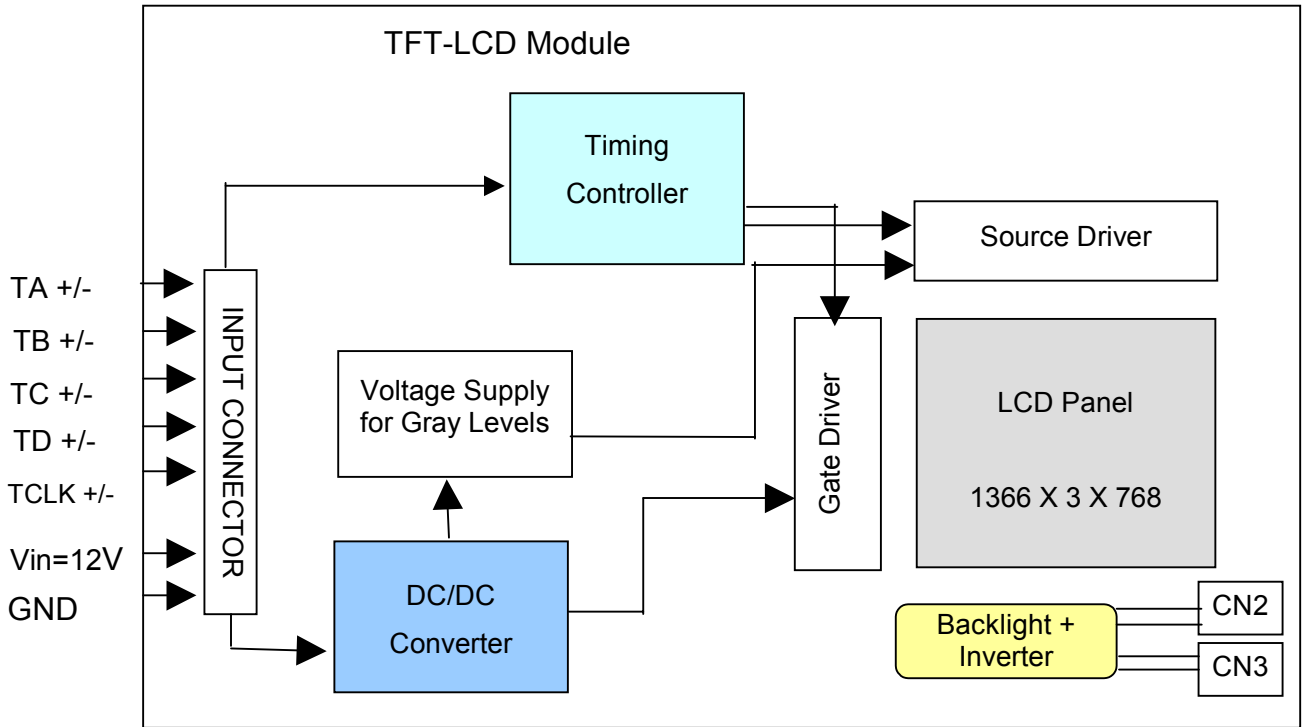 TFT-LCD Module
Timing
Controller
Source Driver
TA +/-
TB +/-
TC +/-
TD +/-
TCLK +/-
Vin=12V
GND
INPUT CONNECTOR
Voltage Supply
for Gray Levels
Gate Driver
LCD Panel
1366 X 3 X 768
DC/DC
Converter
Backlight +
Inverter
CN2
CN3